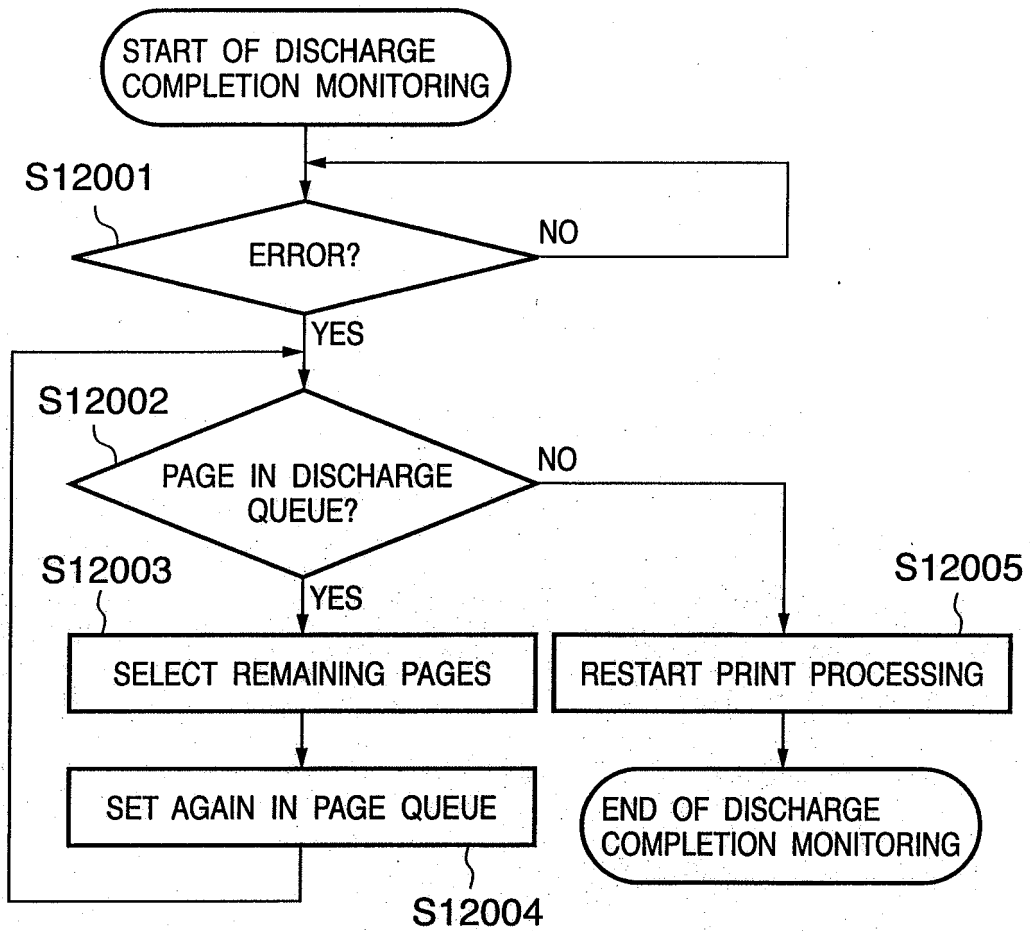 START OF DISCHARGE
COMPLETION MONITORING
S12001
ERROR?
NO
YES
S12002
PAGE IN DISCHARGE
QUEUE?
NO
YES
S12003
SELECT REMAINING PAGES
S12005
RESTART PRINT PROCESSING
SET AGAIN IN PAGE QUEUE
S12004
END OF DISCHARGE
COMPLETION MONITORING